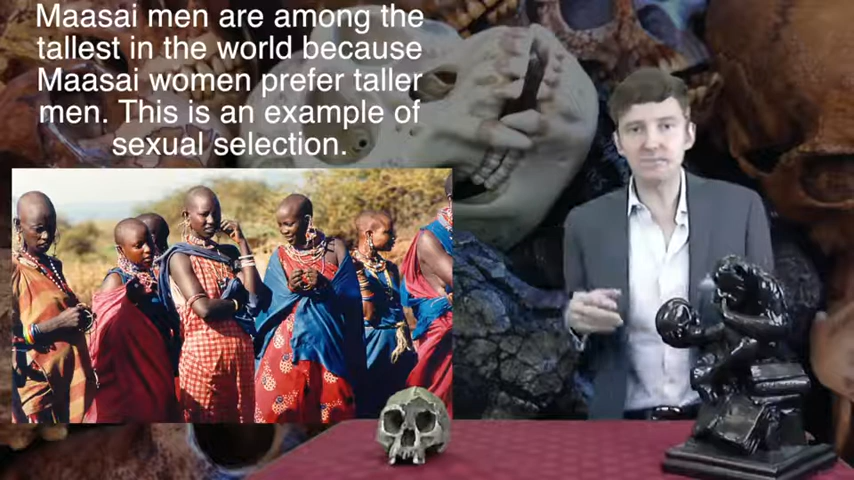 Maasai men are among the
tallest in the world because
Maasai women prefer taller
men. This is an example of
sexual selection.